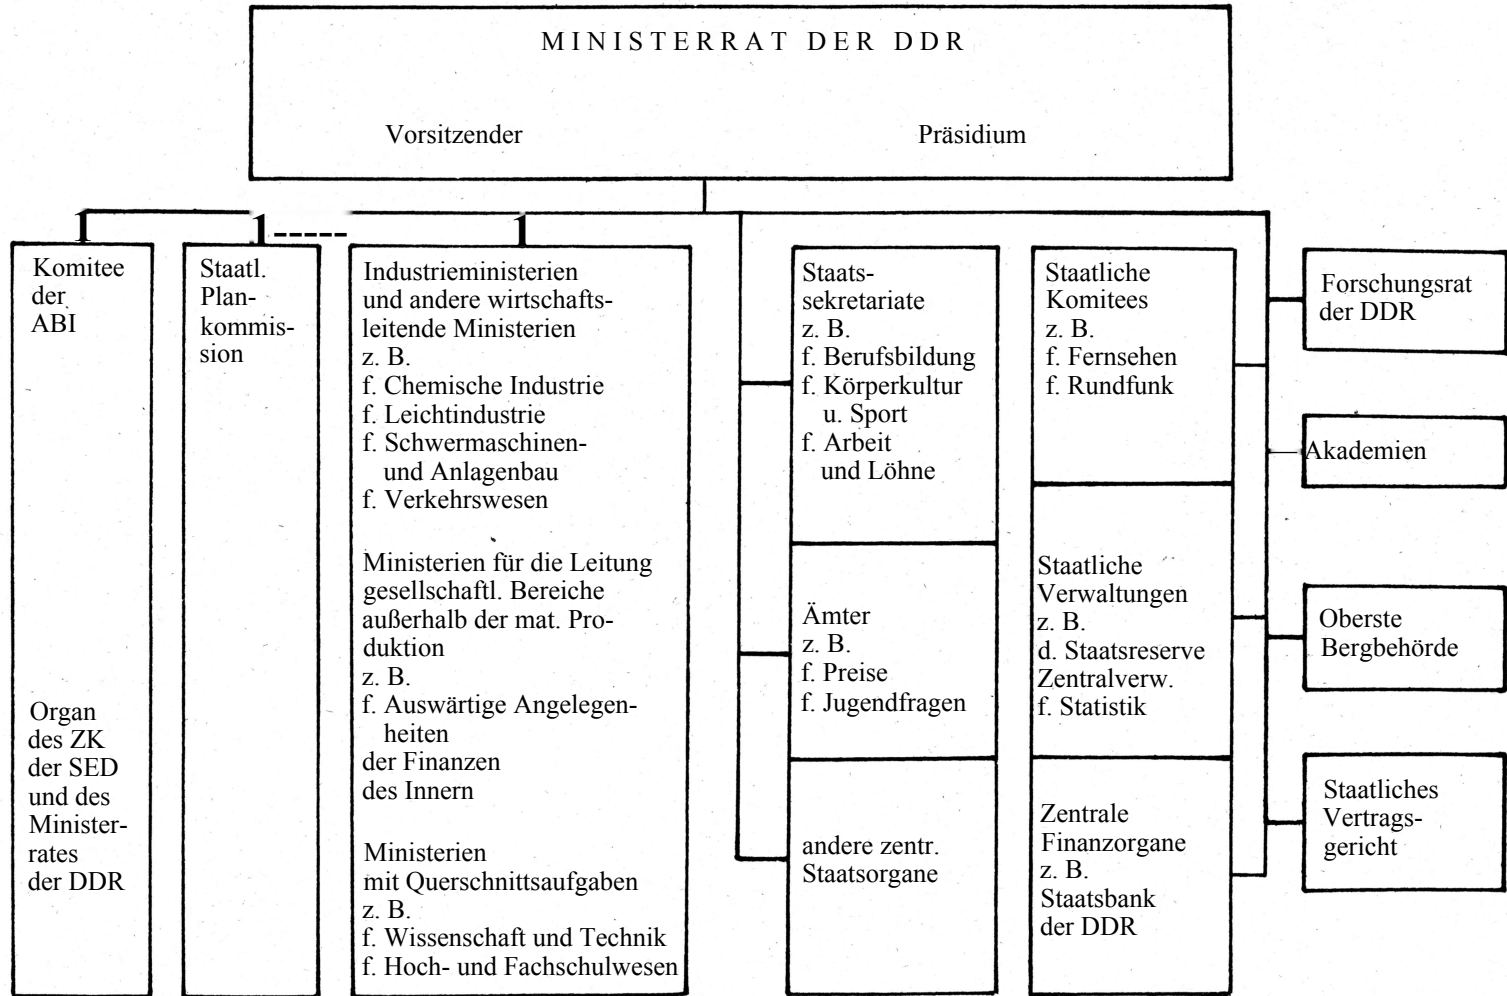 MINISTERRAT DER DDR
Vorsitzender
Präsidium
Komitee
der
ABI
Organ
des ZK
der SED
und des
Minister-
rates
der DDR
Staatl.
Plan-
kommis-
sion
Industrieministerien
und andere wirtschafts-
leitende Ministerien
z. B.
f. Chemische Industrie
f. Leichtindustrie
f. Schwermaschinen-
und Anlagenbau
f. Verkehrswesen
Ministerien für die Leitung
gesellschaftl. Bereiche
außerhalb der mat. Pro-
duktion
z. B.
f. Auswärtige Angelegen-
heiten
der Finanzen
des Innern
Ministerien
mit Querschnittsaufgaben
z. B.
f. Wissenschaft und Technik
f. Hoch- und Fachschulwesen
Staats-
sekretariate
z. B.
f. Berufsbildung
f. Körperkultur
u. Sport
f. Arbeit
und Löhne
Ämter
z. B.
f. Preise
f. Jugendfragen
andere zentr.
Staatsorgane
Staatliche
Komitees
z. B.
f. Fernsehen
f. Rundfunk
Staatliche
Verwaltungen
z. B.
d. Staatsreserve
Zentralverw.
f. Statistik
Zentrale
Finanzorgane
z. B.
Staatsbank
der DDR
Forschungsrat
der DDR
Akademien
Oberste
Bergbehörde
Staatliches
Vertrags-
gericht